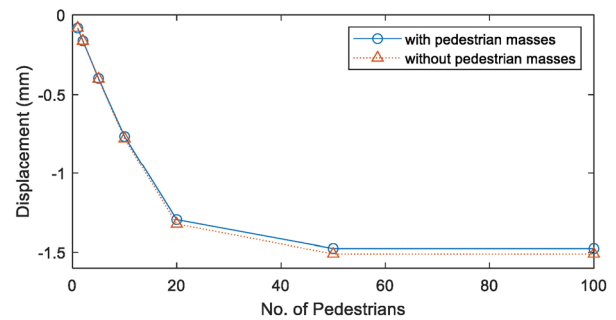 0
-0.5
-1
-1.5
Displacement (mm)
with pedestrian masses
without pedestrian masses
0 20 40 60 80 100
No. of Pedestrians